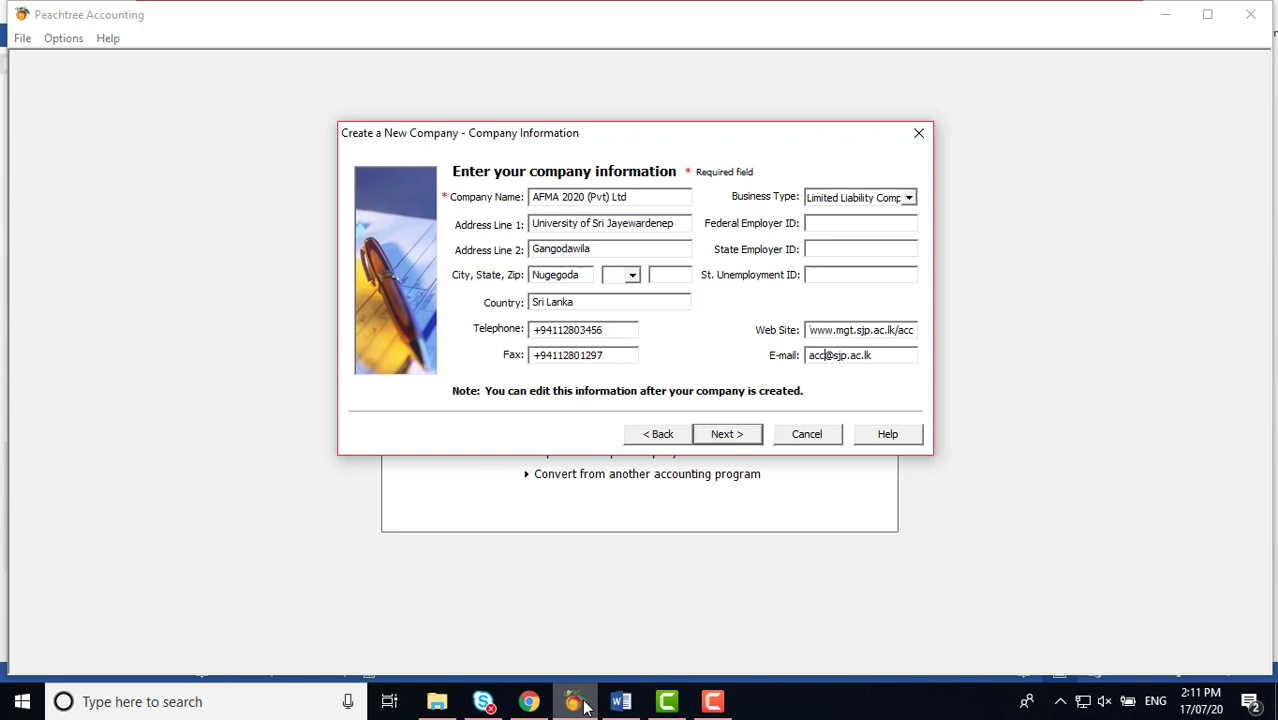 Peachtree Accounting
File Options Help
Create a New Company - Company Information
Enter your company information * Required field
* Company Name: AFMA 2020 (Pvt) Ltd
Business Type: Limited Liability Comp
Address Line 1: University of Sri Jayewardenep
Federal Employer ID:
Address Line 2: Gangodawila
State Employer ID:
City, State, Zip: Nugegoda
St. Unemployment ID:
Country: Sri Lanka
Telephone: +94112803456
Web Site: www.mgt.sjp.ac.lk/acc
Fax: +94112801297
E-mail: acc@sjp.ac.lk
Note: You can edit this information after your company is created.
< Back Next > Cancel Help
Convert from another accounting program
Type here to search
ENG
2:11 PM
17/07/20
2